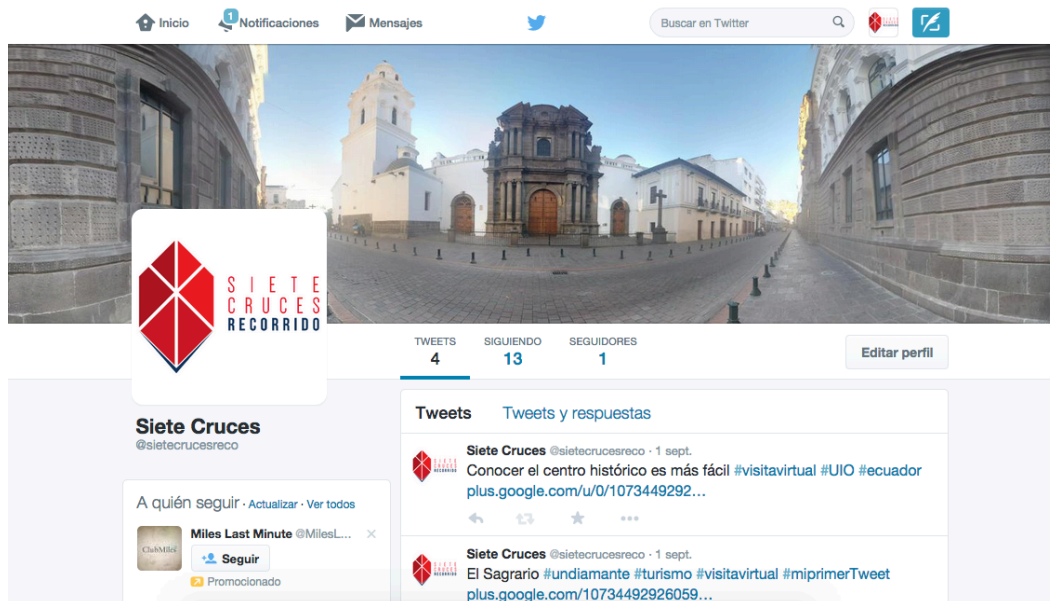 Inicio
1
Notificaciones
Mensajes
Buscar en Twitter
SIETE
CRUCES
RECORRIDO
TWEETS
4
SIGUIENDO
13
SEGUIDORES
1
Editar perfil
Siete Cruces
@sietecrucesreco
A quién seguir · Actualizar · Ver todos
Miles Last Minute @MilesL...
ClubMiles
Seguir
Promocionado
Tweets
Tweets y respuestas
Siete Cruces @sietecrucesreco · 1 sept.
Conocer el centro histórico es más fácil #visitavirtual #UIO #ecuador
plus.google.com/u/0/1073449292...
Siete Cruces @sietecrucesreco · 1 sept.
El Sagrario #undiamante #turismo #visitavirtual #miprimerTweet
plus.google.com/10734492926059...